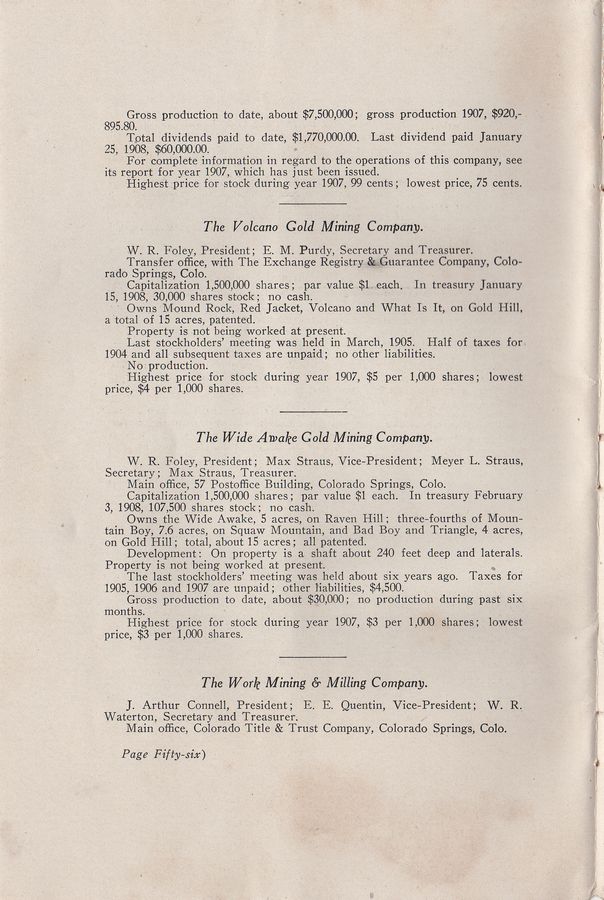 Gross production to date, about $7,500,000; gross production 1907, $920,-
895.80.
Total dividends paid to date, $1,770,000.00. Last dividend paid January
25, 1908, $60,000.00.
For complete information in regard to the operations of this company, see
its report for year 1907, which has just been issued.
Highest price for stock during year 1907, 99 cents; lowest price, 75 cents.
The Volcano Gold Mining Company.
W. R. Foley, President; E. M. Purdy, Secretary and Treasurer.
Transfer office, with The Exchange Registry & Guarantee Company, Colo-
rado Springs, Colo.
Capitalization 1,500,000 shares; par value $1 each. In treasury January
15, 1908, 30,000 shares stock; no cash.
Owns Mound Rock, Red Jacket, Volcano and What Is It, on Gold Hill,
a total of 15 acres, patented.
Property is not being worked at present.
Last stockholders' meeting was held in March, 1905. Half of taxes for
1904 and all subsequent taxes are unpaid; no other liabilities.
No production.
Highest price for stock during year 1907, $5 per 1,000 shares; lowest
price, $4 per 1,000 shares.
The Wide Awake Gold Mining Company.
W. R. Foley, President; Max Straus, Vice-President; Meyer L. Straus,
Secretary; Max Straus, Treasurer.
Main office, 57 Postoffice Building, Colorado Springs, Colo.
Capitalization 1,500,000 shares; par value $1 each. In treasury February
3, 1908, 107,500 shares stock; no cash.
Owns the Wide Awake, 5 acres, on Raven Hill; three-fourths of Moun-
tain Boy, 7.6 acres, on Squaw Mountain, and Bad Boy and Triangle, 4 acres,
on Gold Hill; total, about 15 acres; all patented.
Development: On property is a shaft about 240 feet deep and laterals.
Property is not being worked at present.
The last stockholders' meeting was held about six years ago. Taxes for
1905, 1906 and 1907 are unpaid; other liabilities, $4,500.
Gross production to date, about $30,000; no production during past six
months.
Highest price for stock during year 1907, $3 per 1,000 shares; lowest
price, $3 per 1,000 shares.
The Work Mining & Milling Company.
J. Arthur Connell, President; E. E. Quentin, Vice-President; W. R.
Waterton, Secretary and Treasurer.
Main office, Colorado Title & Trust Company, Colorado Springs, Colo.
Page Fifty-six)